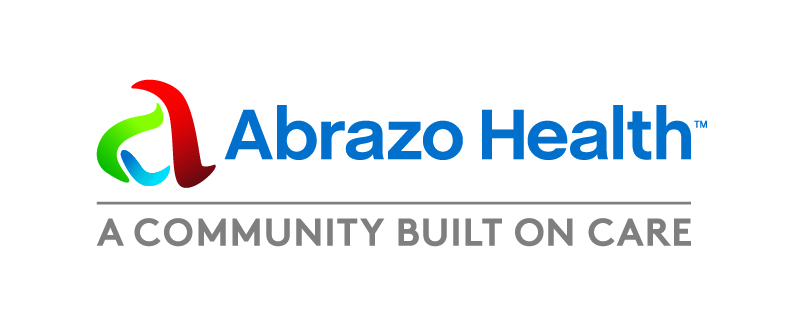 Abrazo Health™
A COMMUNITY BUILT ON CARE